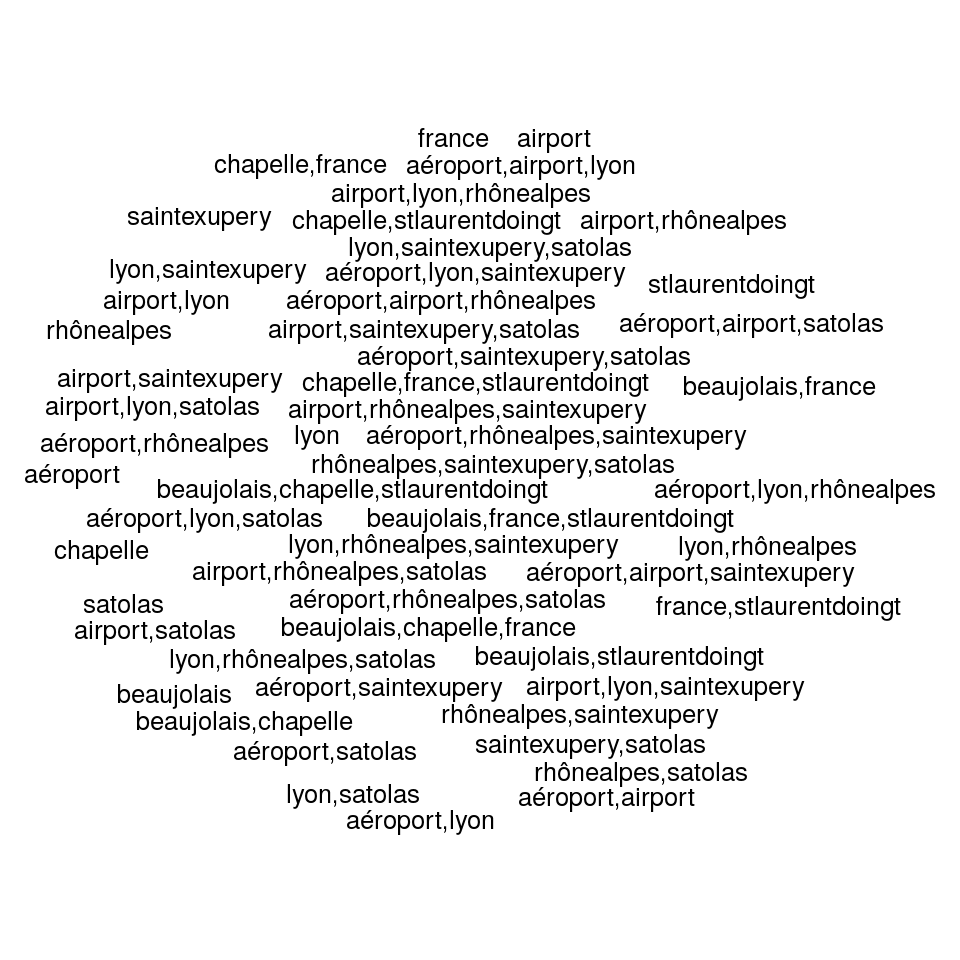 france airport
chapelle,france aéroport,airport,lyon
airport,lyon,rhônealpes
saintexupery chapelle,stlaurentdoingt airport,rhônealpes
lyon,saintexupery,satolas
lyon,saintexupery aéroport,lyon,saintexupery
stlaurentdoingt
airport,lyon aéroport,airport,rhônealpes
rhônealpes airport,saintexupery,satolas aéroport,airport,satolas
aéroport,saintexupery,satolas
airport,saintexupery chapelle,france,stlaurentdoingt beaujolais,france
airport,lyon,satolas airport,rhônealpes,saintexupery
aéroport,rhônealpes lyon aéroport,rhônealpes,saintexupery
rhônealpes,saintexupery,satolas
aéroport
beaujolais,chapelle,stlaurentdoingt aéroport,lyon,rhônealpes
aéroport,lyon,satolas beaujolais,france,stlaurentdoingt
chapelle lyon,rhônealpes,saintexupery lyon,rhônealpes
airport,rhônealpes,satolas aéroport,airport,saintexupery
satolas aéroport,rhônealpes,satolas france,stlaurentdoingt
airport,satolas beaujolais,chapelle,france
lyon,rhônealpes,satolas beaujolais,stlaurentdoingt
beaujolais aéroport,saintexupery airport,lyon,saintexupery
beaujolais,chapelle rhônealpes,saintexupery
aéroport,satolas saintexupery,satolas
rhônealpes,satolas
lyon,satolas aéroport,airport
aéroport,lyon